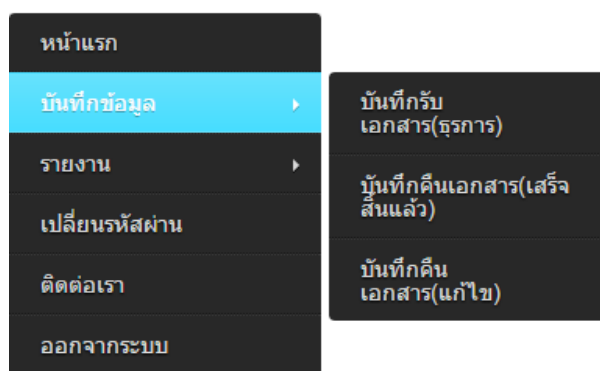 หน้าแรก
บันทึกข้อมูล
รายงาน
เปลี่ยนรหัสผ่าน
ติดต่อเรา
ออกจากระบบ
บันทึกรับ
เอกสาร(ธุรการ)
บันทึกคืนเอกสาร(เสร็จ
สิ้นแล้ว)
บันทึกคืน
เอกสาร(แก้ไข)